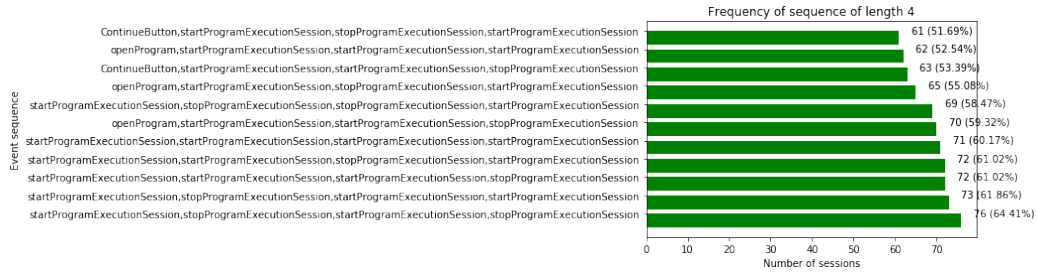 Frequency of sequence of length 4
ContinueButton,startProgramExecutionSession,stopProgramExecutionSession,startProgramExecutionSession 61 (51.69%)
openProgram,startProgramExecutionSession,startProgramExecutionSession,startProgramExecutionSession 62 (52.54%)
ContinueButton,startProgramExecutionSession,startProgramExecutionSession,stopProgramExecutionSession 63 (53.39%)
openProgram,startProgramExecutionSession,stopProgramExecutionSession,startProgramExecutionSession 65 (55.08%)
startProgramExecutionSession,stopProgramExecutionSession,stopProgramExecutionSession,startProgramExecutionSession 69 (58.47%)
openProgram,startProgramExecutionSession,startProgramExecutionSession,stopProgramExecutionSession 70 (59.32%)
startProgramExecutionSession,startProgramExecutionSession,startProgramExecutionSession,startProgramExecutionSession 71 (60.17%)
startProgramExecutionSession,startProgramExecutionSession,stopProgramExecutionSession,startProgramExecutionSession 72 (61.02%)
startProgramExecutionSession,startProgramExecutionSession,startProgramExecutionSession,stopProgramExecutionSession 72 (61.02%)
startProgramExecutionSession,stopProgramExecutionSession,startProgramExecutionSession,startProgramExecutionSession 73 (61.86%)
startProgramExecutionSession,stopProgramExecutionSession,startProgramExecutionSession,stopProgramExecutionSession 76 (64.41%)
Event sequence
0 10 20 30 40 50 60 70
Number of sessions